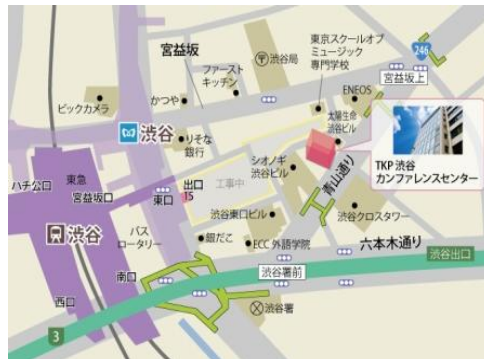 東京スクールオブ
ミュージック
専門学校
246
宮益坂
渋谷局
宮益坂上
ファースト
キッチン
ENEOS
ビックカメラ
かつや
太陽生命
渋谷ビル
渋谷
りそな
銀行
シオノギ
渋谷ビル
TKP 渋谷
カンファレンスセンター
ハチ公口
東急
宮益坂口
東口
出口
15
工事中
青山通り
渋谷東口ビル
渋谷クロスタワー
渋谷
バス
ロータリー
銀だこ
ECC 外語学院
六本木通り
渋谷出口
南口
渋谷署前
西口
渋谷署
3